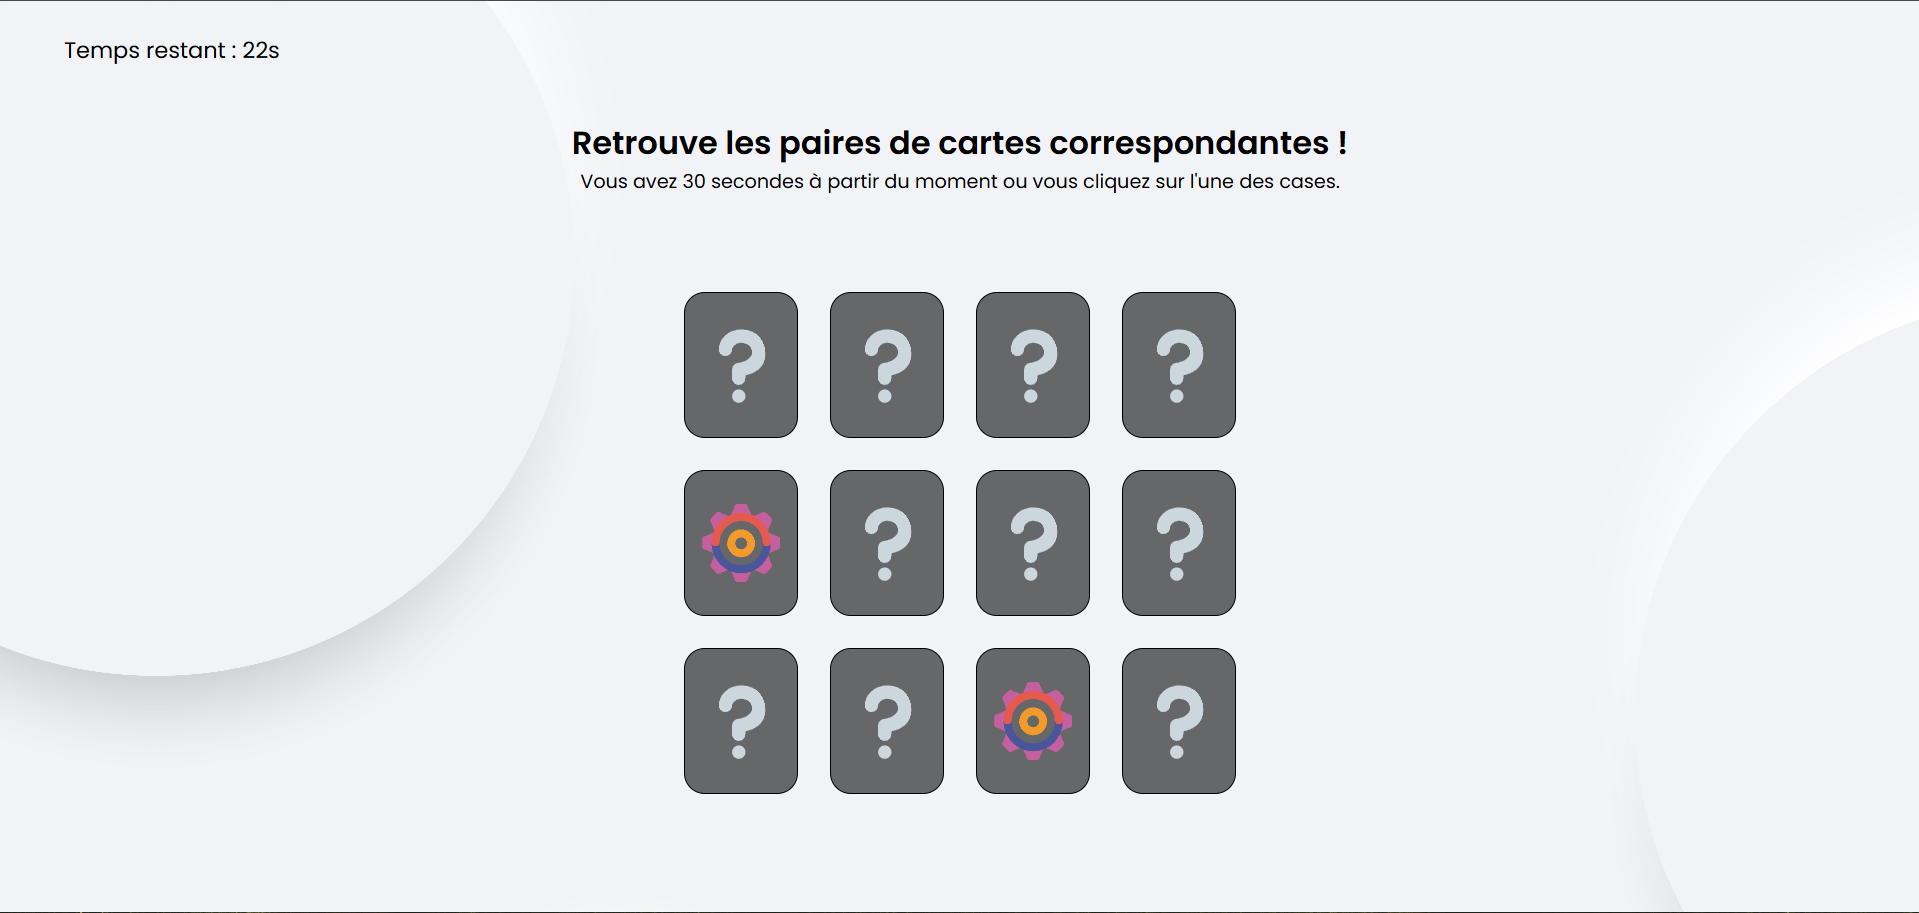 Temps restant : 22s
Retrouve les paires de cartes correspondantes !
Vous avez 30 secondes à partir du moment ou vous cliquez sur l'une des cases.
? ? ? ?
? ? ?
? ? ?